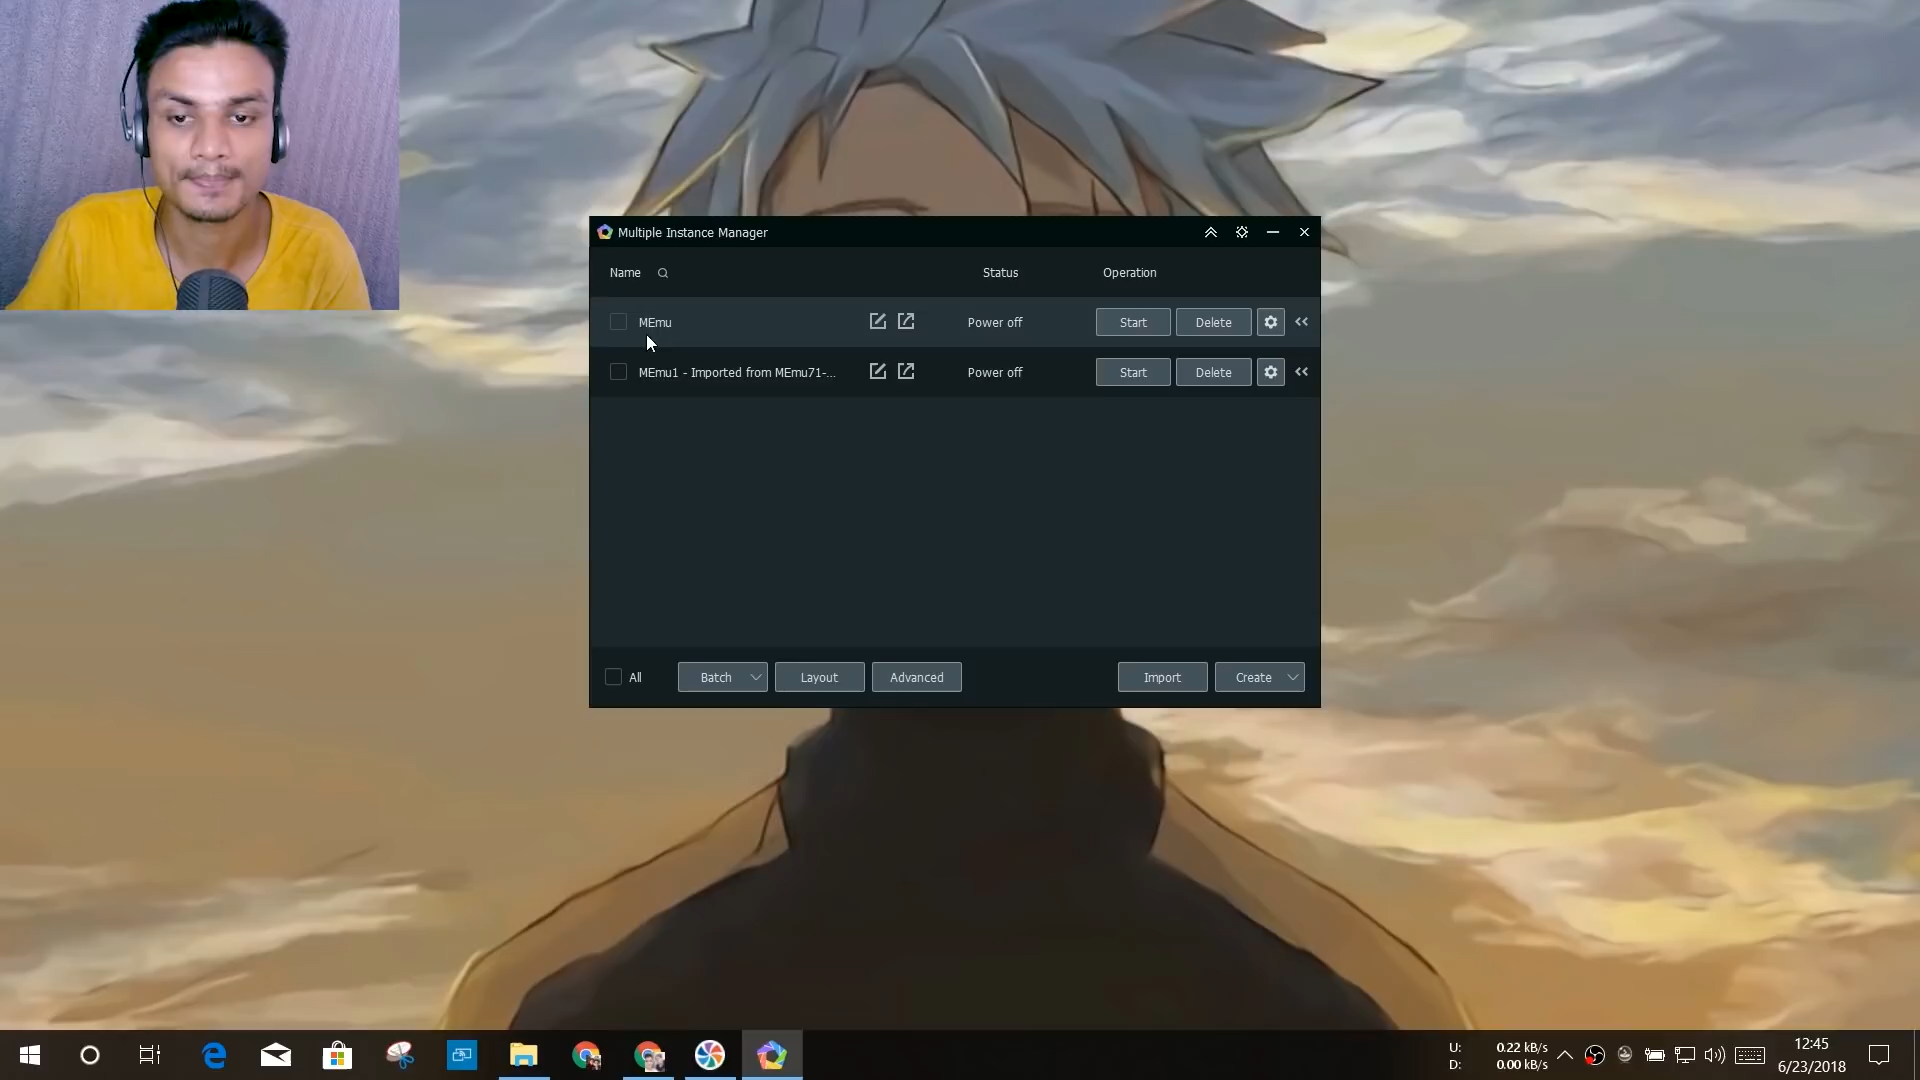 Multiple Instance Manager
Name Status Operation
MEmu Power off Start Delete
MEmu1 - Imported from MEmu71-... Power off Start Delete
All Batch Layout Advanced Import Create
U: 0.22 kB/s
D: 0.00 kB/s
12:45
6/23/2018